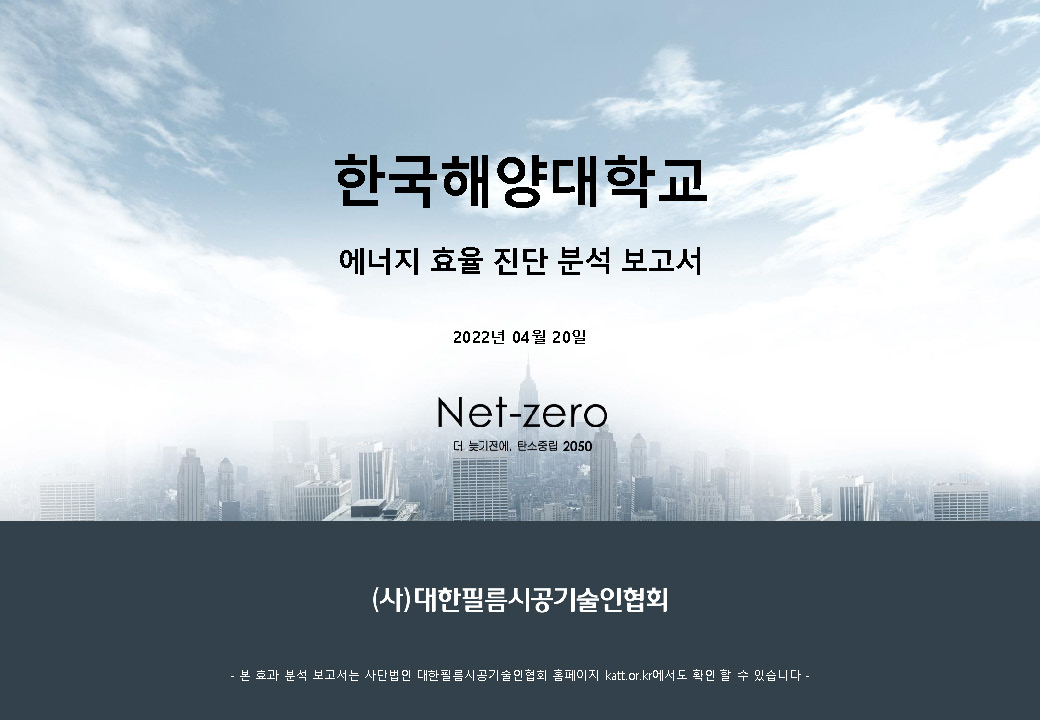 한국해양대학교
에너지 효율 진단 분석 보고서
2022년 04월 20일
Net-zero
더 늦기전에, 탄소중립 2050
(사)대한필름시공기술인협회
- 본 효과 분석 보고서는 사단법인 대한필름시공기술인협회 홈페이지 katt.or.kr에서도 확인 할 수 있습니다 -